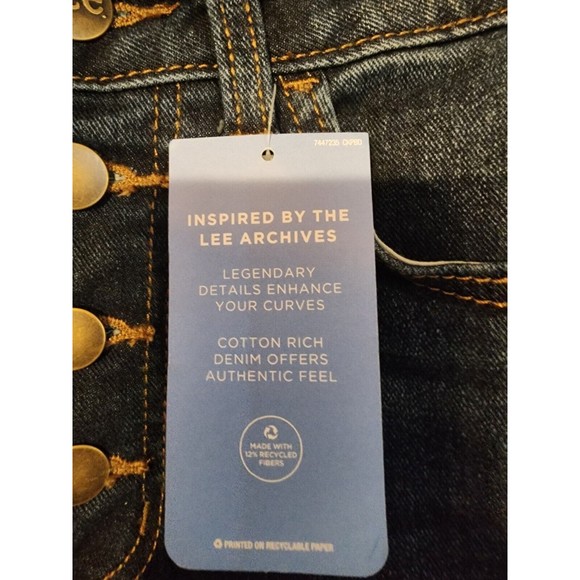 INSPIRED BY THE
LEE ARCHIVES
LEGENDARY
DETAILS ENHANCE
YOUR CURVES
COTTON RICH
DENIM OFFERS
AUTHENTIC FEEL
MADE WITH
12% RECYCLED
FIBERS
PRINTED ON RECYCLABLE PAPER